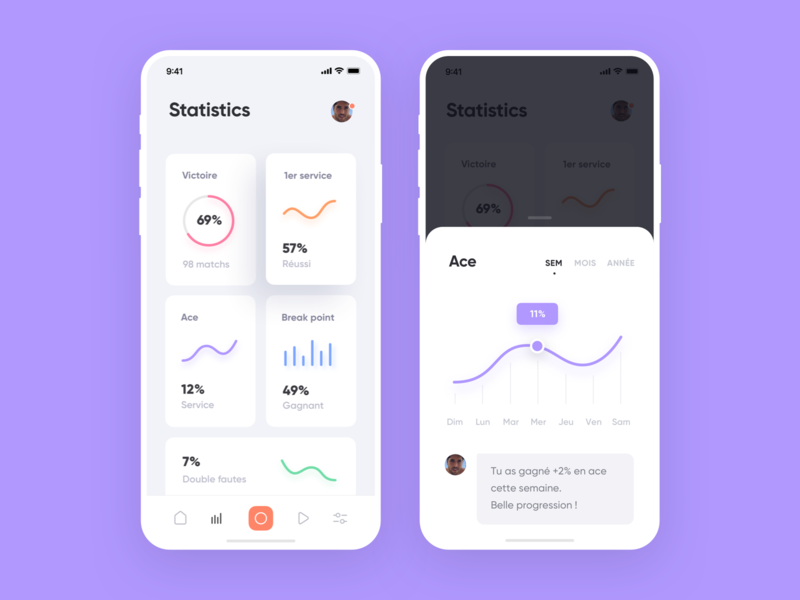 9:41
Statistics
Victoire
69%
98 matchs
1er service
57%
Réussi
Ace
12%
Service
Break point
49%
Gagnant
7%
Double fautes
9:41
Statistics
Victoire
1er service
69%
Ace
SEM MOIS ANNÉE
11%
Dim Lun Mar Mer Jeu Ven Sam
Tu as gagné +2% en ace
cette semaine.
Belle progression !